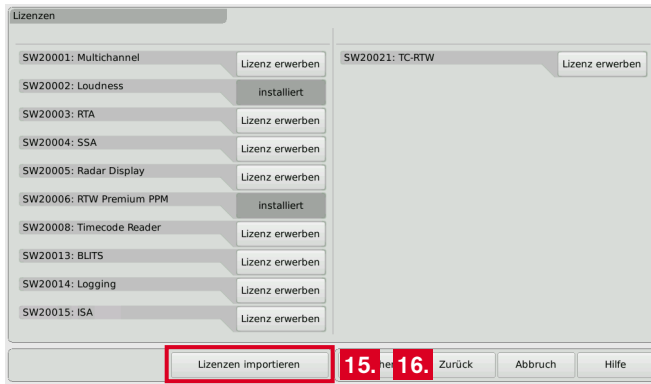 Lizenzen
SW20001: Multichannel Lizenz erwerben
SW20002: Loudness installiert
SW20003: RTA Lizenz erwerben
SW20004: SSA Lizenz erwerben
SW20005: Radar Display Lizenz erwerben
SW20006: RTW Premium PPM installiert
SW20008: Timecode Reader Lizenz erwerben
SW20013: BLITS Lizenz erwerben
SW20014: Logging Lizenz erwerben
SW20015: ISA Lizenz erwerben
SW20021: TC-RTW Lizenz erwerben
Lizenzen importieren 15. 16. Zurück Abbruch Hilfe